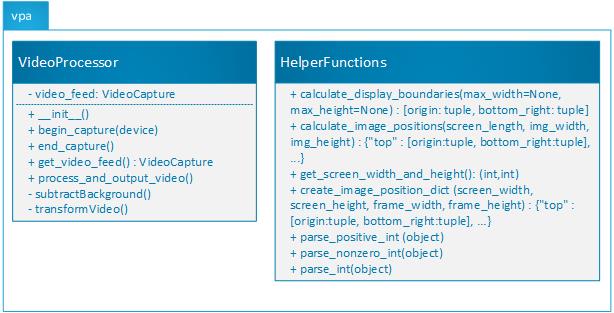 vpa
VideoProcessor
- video_feed: VideoCapture
+ __init__()
+ begin_capture(device)
+ end_capture()
+ get_video_feed() : VideoCapture
+ process_and_output_video()
- subtractBackground()
- transformVideo()
HelperFunctions
+ calculate_display_boundaries(max_width=None,
max_height=None) : [origin: tuple, bottom_right: tuple]
+ calculate_image_positions(screen_length, img_width,
img_height) : {"top" : [origin:tuple, bottom_right:tuple],
...}
+ get_screen_width_and_height(): (int,int)
+ create_image_position_dict (screen_width,
screen_height, frame_width, frame_height) : {"top" :
[origin:tuple, bottom_right:tuple], ...}
+ parse_positive_int (object)
+ parse_nonzero_int(object)
+ parse_int(object)